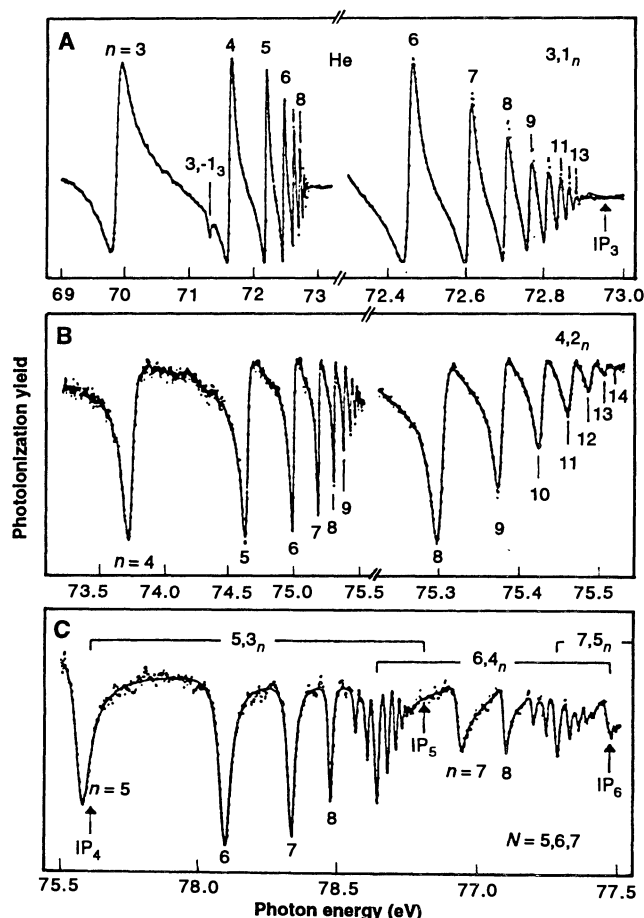 A
n = 3
4
5
6
8
3,-1₃
He
3,1ₙ
6
7
8
9
11
13
IP₃
69 70 71 72 73 72.4 72.6 72.8 73.0
Photoionization yield
B
4,2ₙ
n = 4
5
6
7
8
9
8
9
10
11
12
13
14
73.5 74.0 74.5 75.0 75.5 75.3 75.4 75.5
C
5,3ₙ
7,5ₙ
6,4ₙ
n = 5
IP₄
6
7
8
IP₅
n = 7
8
IP₆
N = 5,6,7
75.5 78.0 78.5 77.0 77.5
Photon energy (eV)